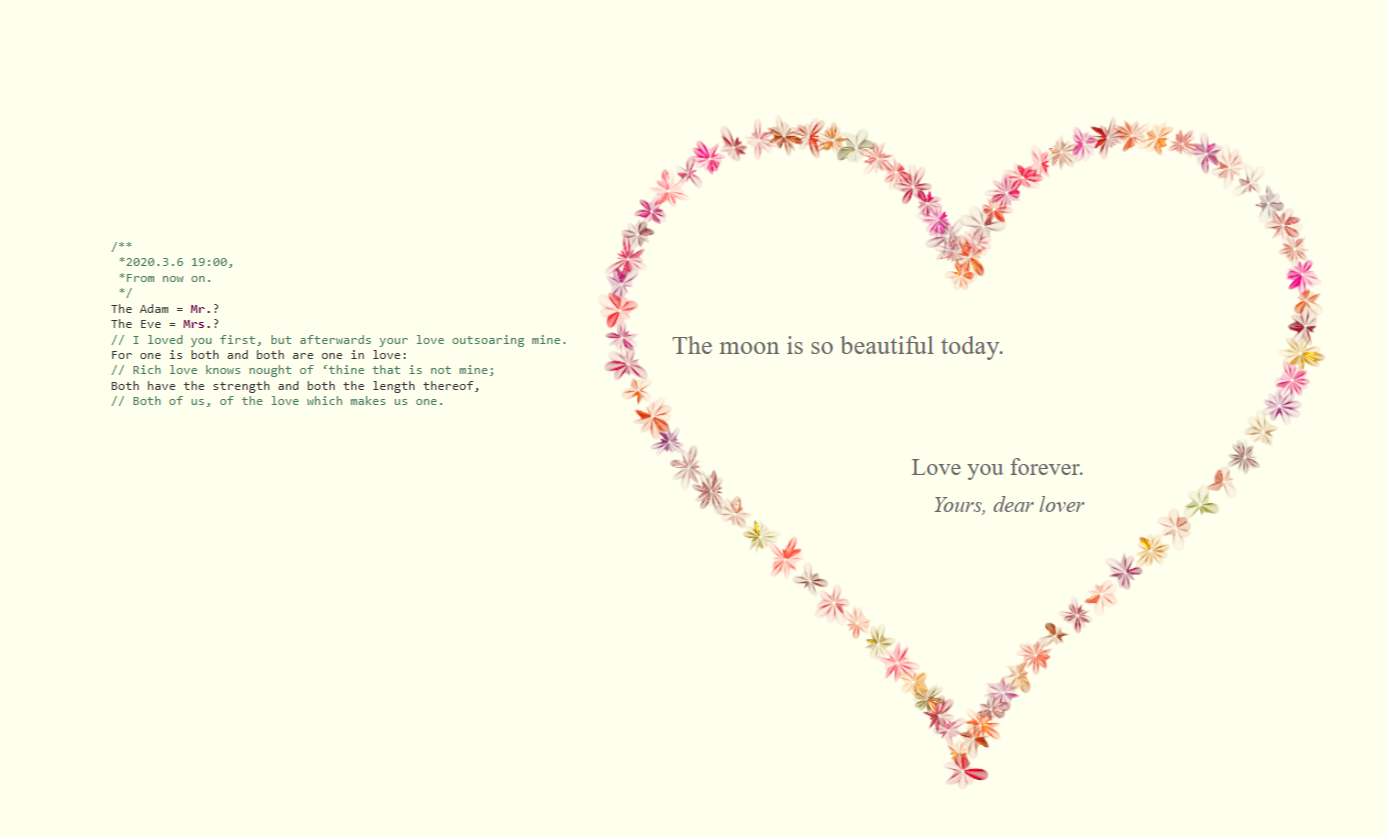 /**
*2020.3.6 19:00,
*From now on.
*/
The Adam = Mr.?
The Eve = Mrs.?
// I loved you first, but afterwards your love outsoaring mine.
For one is both and both are one in love:
// Rich love knows nought of ‘thine that is not mine;
Both have the strength and both the length thereof,
// Both of us, of the love which makes us one.
The moon is so beautiful today.
Love you forever.
Yours, dear lover